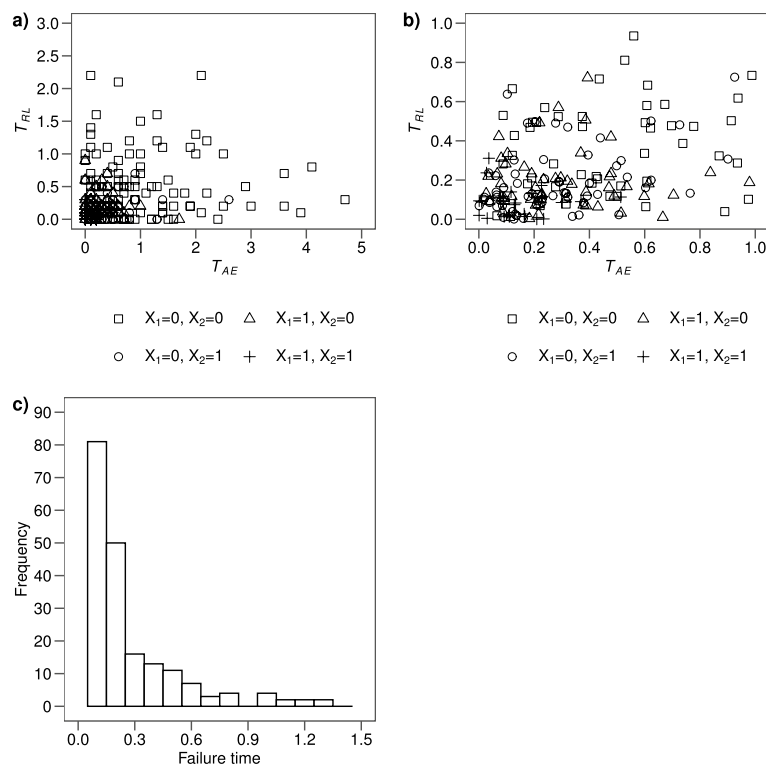 a)
3.0
2.5
2.0
1.5
1.0
0.5
0.0
T_RL
0 1 2 3 4 5
T_AE
X₁=0, X₂=0 X₁=1, X₂=0
X₁=0, X₂=1 X₁=1, X₂=1
b)
1.0
0.8
0.6
0.4
0.2
0.0
T_RL
0.0 0.2 0.4 0.6 0.8 1.0
T_AE
X₁=0, X₂=0 X₁=1, X₂=0
X₁=0, X₂=1 X₁=1, X₂=1
c)
90
80
70
60
50
40
30
20
10
0
Frequency
0.0 0.3 0.6 0.9 1.2 1.5
Failure time